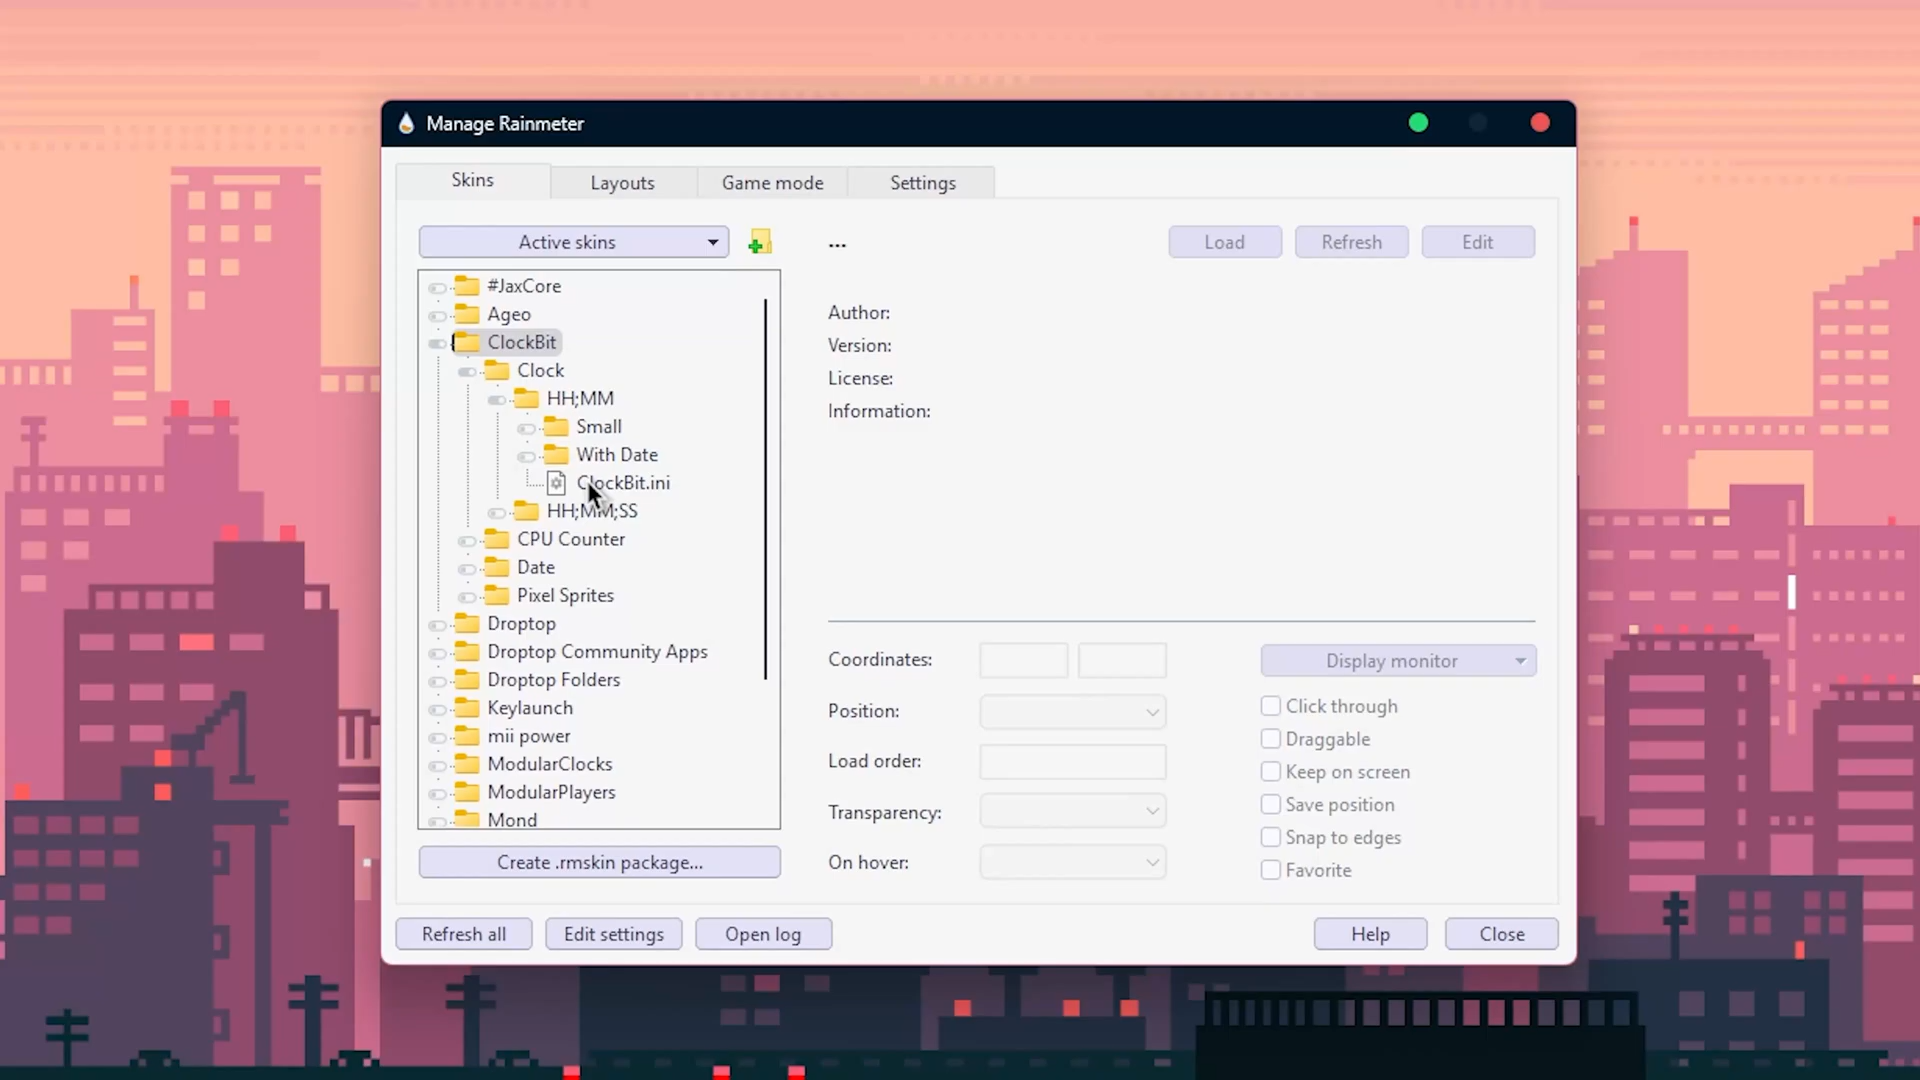 Manage Rainmeter
Skins
Layouts
Game mode
Settings
Active skins
...
Load
Refresh
Edit
#JaxCore
Ageo
ClockBit
Clock
HH;MM
Small
With Date
ClockBit.ini
HH;MM;SS
CPU Counter
Date
Pixel Sprites
Droptop
Droptop Community Apps
Droptop Folders
Keylaunch
mii power
ModularClocks
ModularPlayers
Mond
Create .rmskin package...
Author:
Version:
License:
Information:
Coordinates:
Display monitor
Position:
Load order:
Transparency:
On hover:
Click through
Draggable
Keep on screen
Save position
Snap to edges
Favorite
Refresh all
Edit settings
Open log
Help
Close